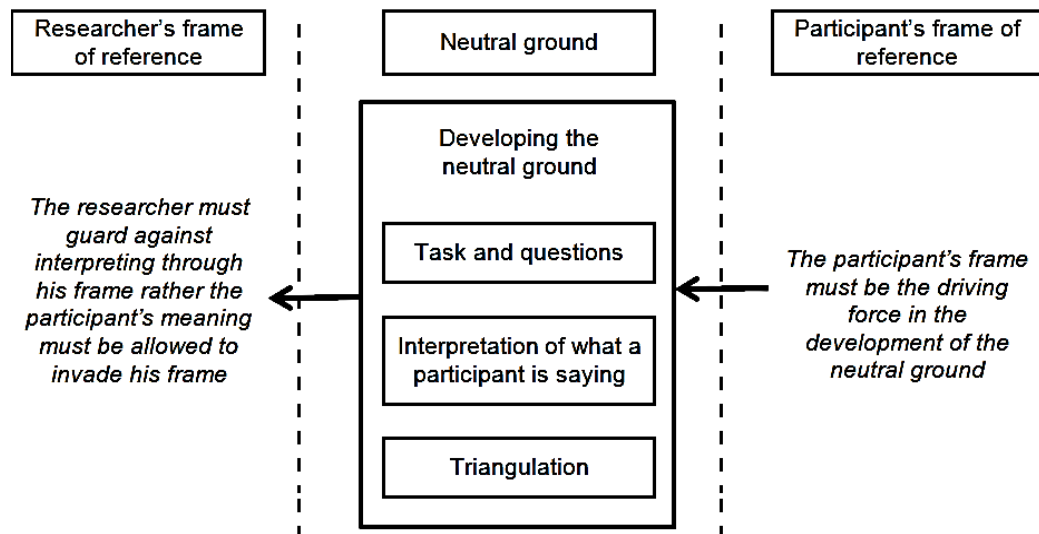 Researcher's frame
of reference
Neutral ground
Participant's frame of
reference
The researcher must
guard against
interpreting through
his frame rather the
participant's meaning
must be allowed to
invade his frame
Developing the
neutral ground
Task and questions
Interpretation of what a
participant is saying
Triangulation
The participant's frame
must be the driving
force in the
development of the
neutral ground